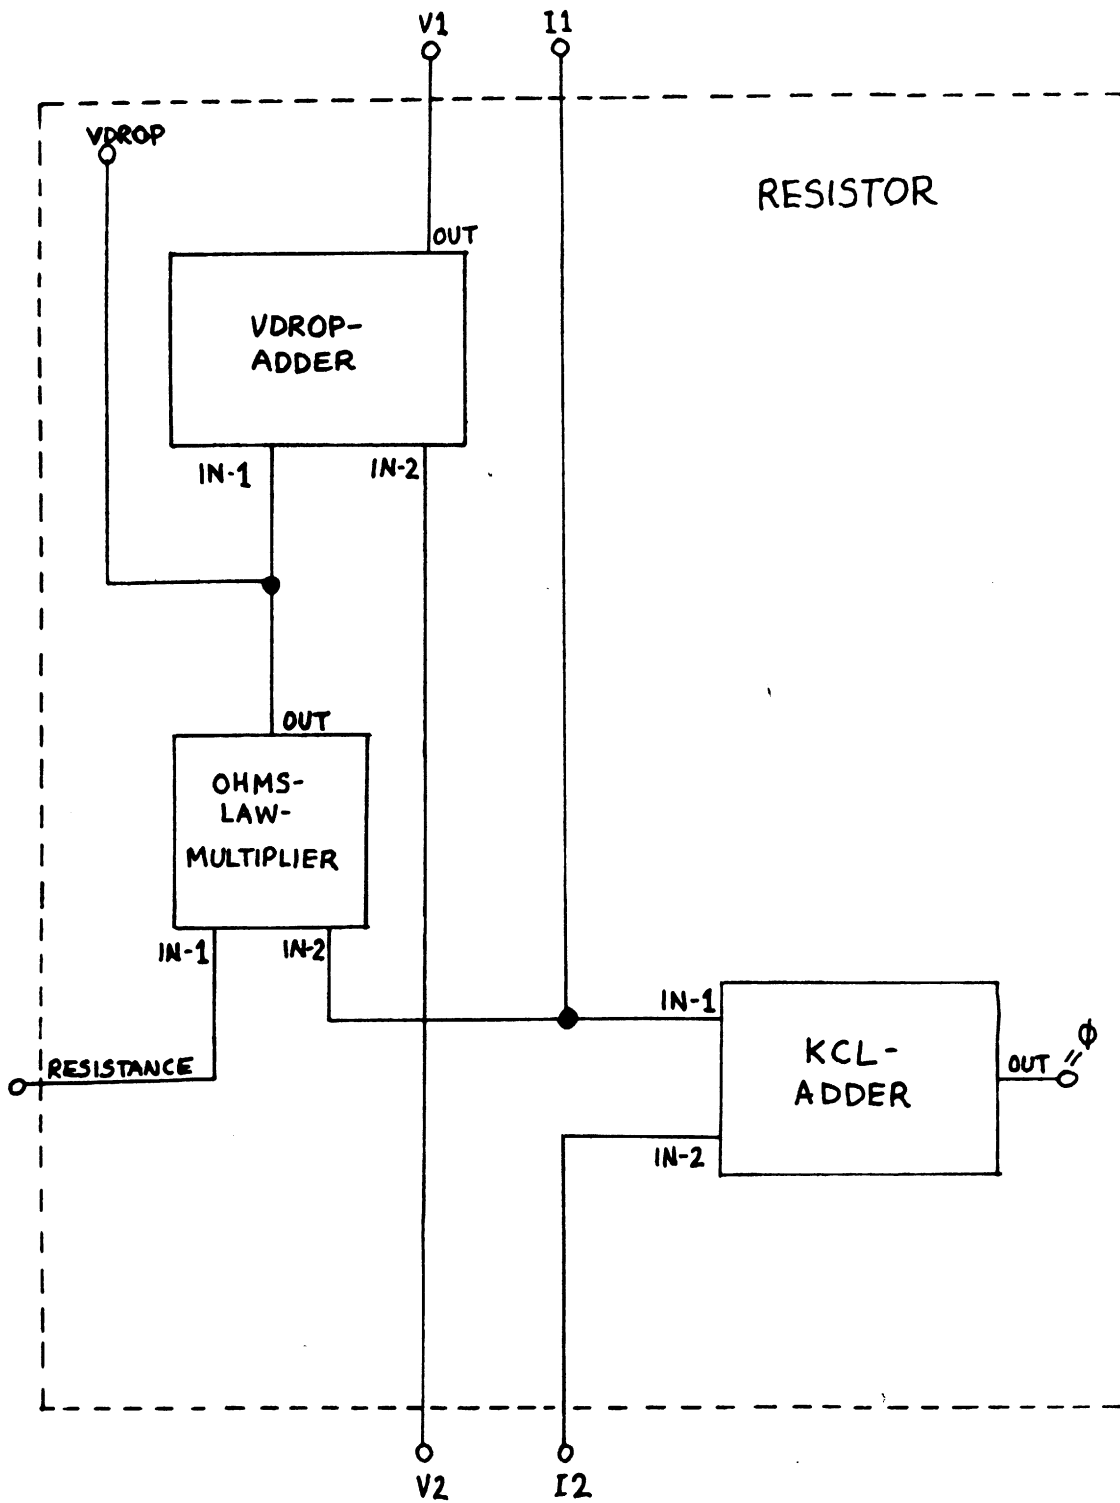 V1
I1
VDROP
RESISTOR
OUT
VDROP-
ADDER
IN-1
IN-2
OUT
OHMS-
LAW-
MULTIPLIER
IN-1
IN-2
IN-1
KCL-
ADDER
OUT
=φ
RESISTANCE
IN-2
V2
I2